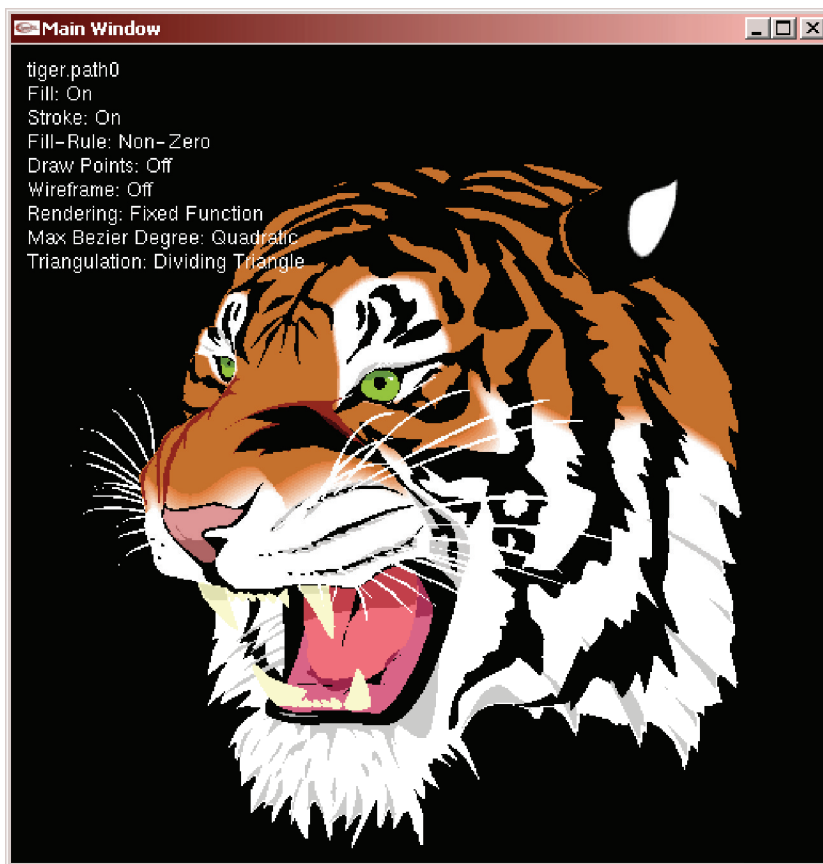 Main Window
tiger.path0
Fill: On
Stroke: On
Fill-Rule: Non-Zero
Draw Points: Off
Wireframe: Off
Rendering: Fixed Function
Max Bezier Degree: Quadratic
Triangulation: Dividing Triangle